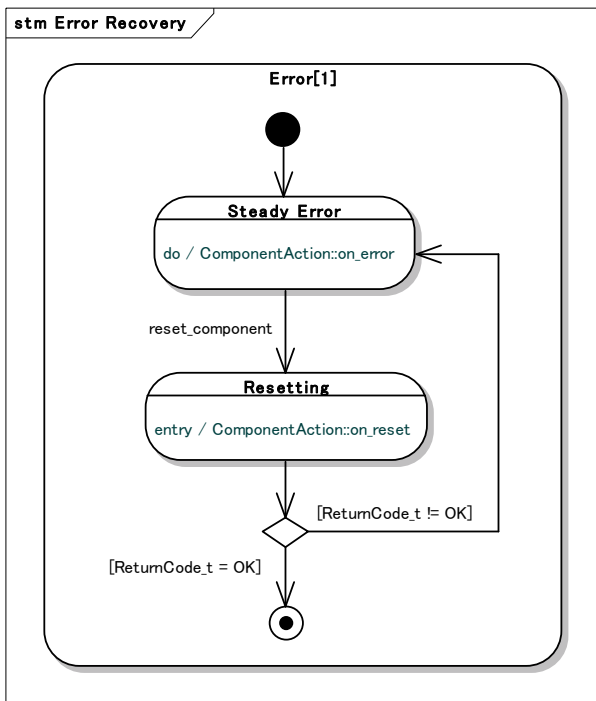 stm Error Recovery
Error[1]
Steady Error
do / ComponentAction::on_error
reset_component
Resetting
entry / ComponentAction::on_reset
[ReturnCode_t != OK]
[ReturnCode_t = OK]